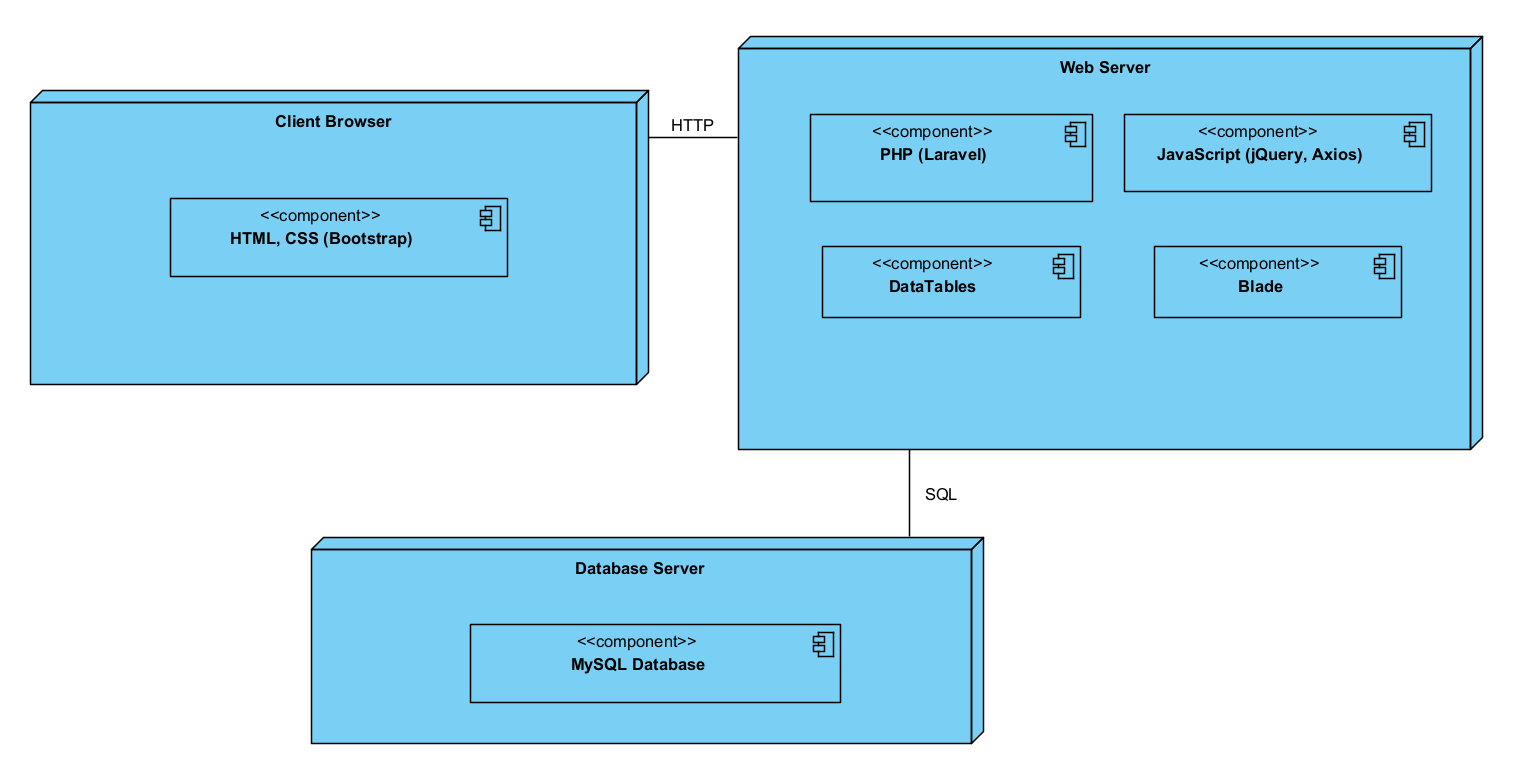 Client Browser
<<component>>
HTML, CSS (Bootstrap)
HTTP
Web Server
<<component>>
PHP (Laravel)
<<component>>
JavaScript (jQuery, Axios)
<<component>>
DataTables
<<component>>
Blade
SQL
Database Server
<<component>>
MySQL Database